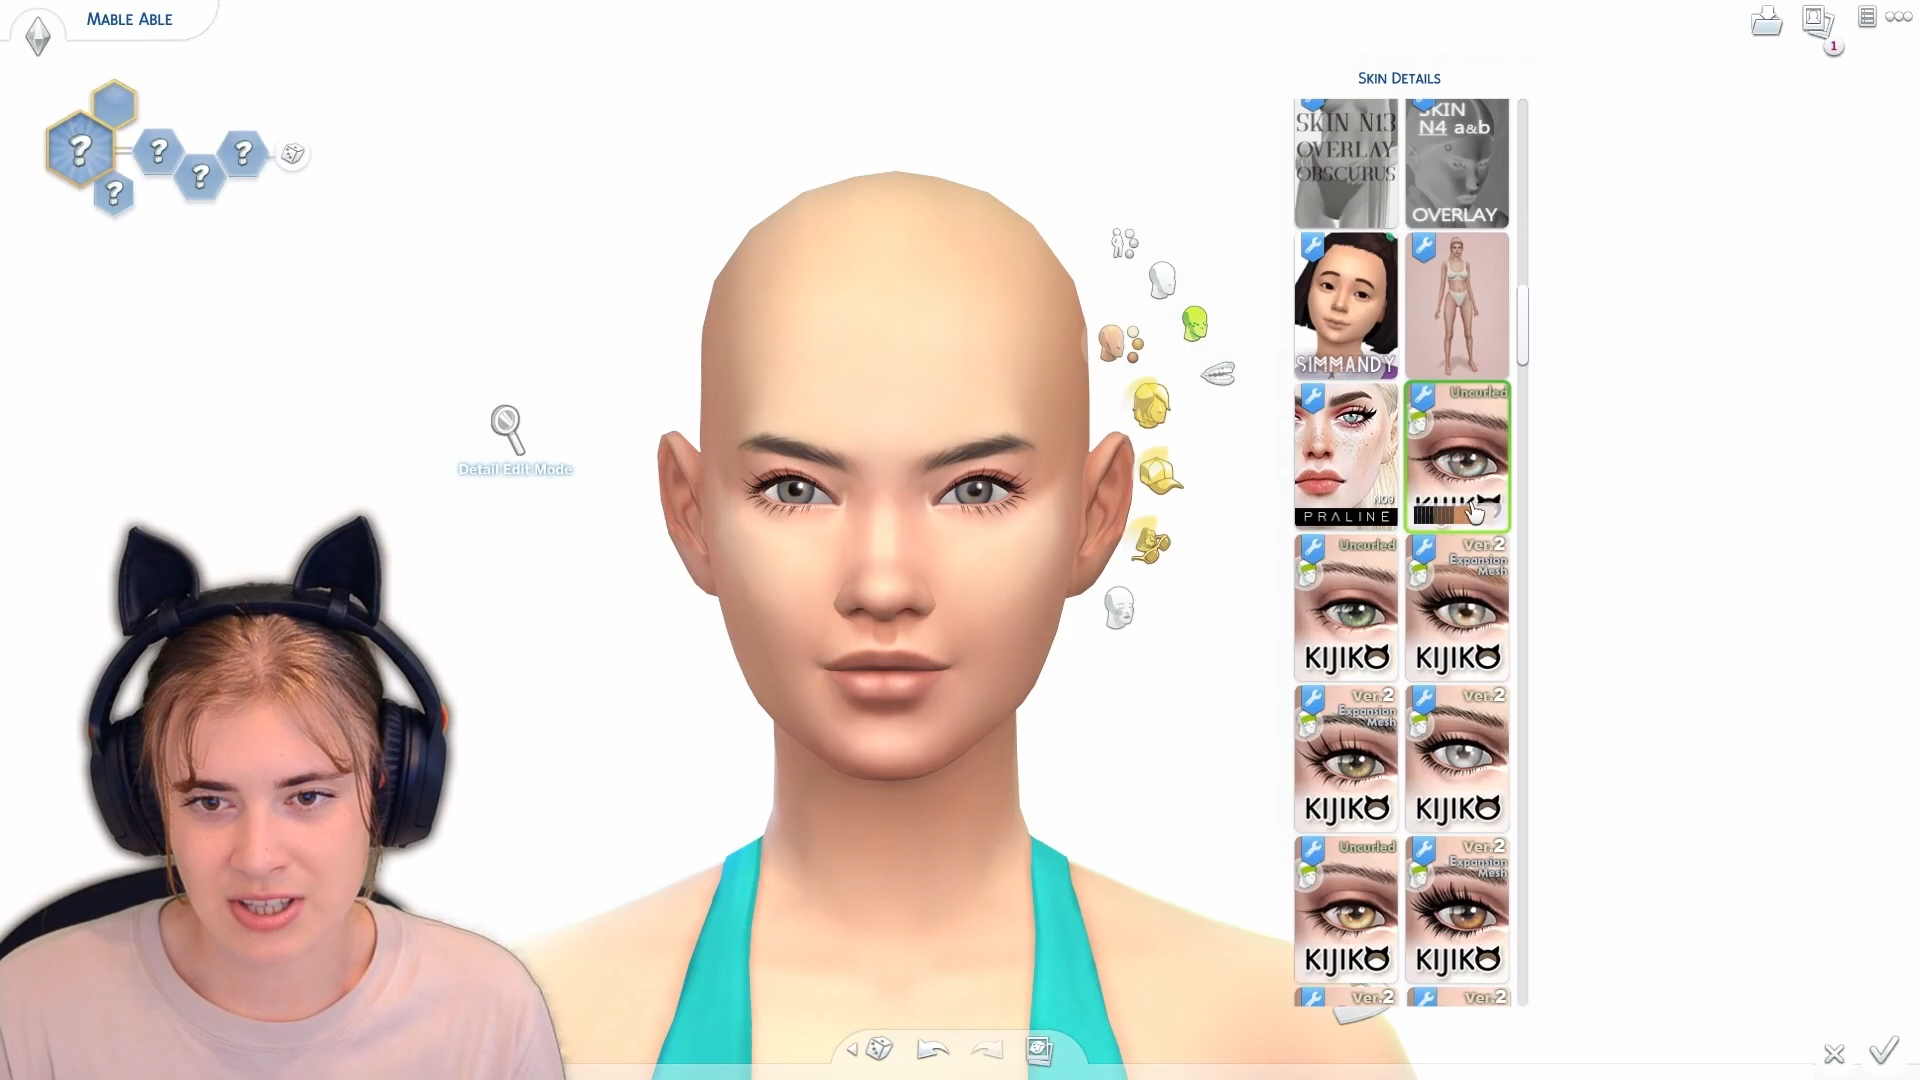 Mable Able
1
Skin Details
SKIN N13
OVERLAY
OBSCURUS
SKIN
N4 a&b
OVERLAY
SIMMANDY
N09
PRALINE
Uncurled
KIJIKO
Uncurled
KIJIKO
Ver.2
Expansion
Mesh
KIJIKO
Ver.2
Expansion
Mesh
KIJIKO
Ver.2
KIJIKO
Uncurled
KIJIKO
Ver.2
Expansion
Mesh
KIJIKO
Ver.2
Ver.2
?
?
?
?
?
Detail Edit Mode